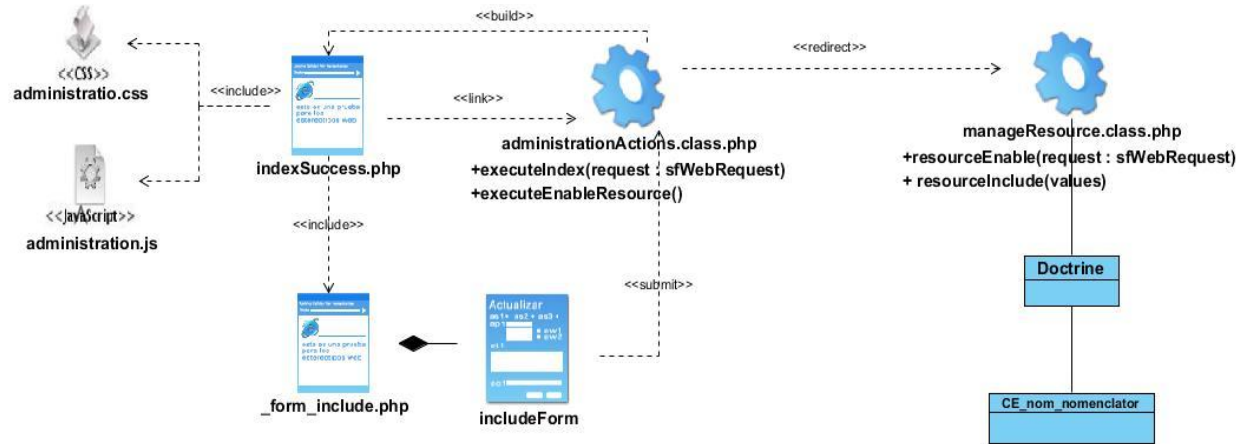 <<build>>
<<redirect>>
<<CSS>>
administratio.css
<<include>>
<<link>>
indexSuccess.php
administrationActions.class.php
+executeIndex(request : sfWebRequest)
+executeEnableResource()
manageResource.class.php
+resourceEnable(request : sfWebRequest)
+ resourceInclude(values)
<<JavaScript>>
administration.js
<<include>>
<<submit>>
Doctrine
Actualizar
_form_include.php
includeForm
CE_nom_nomenclator